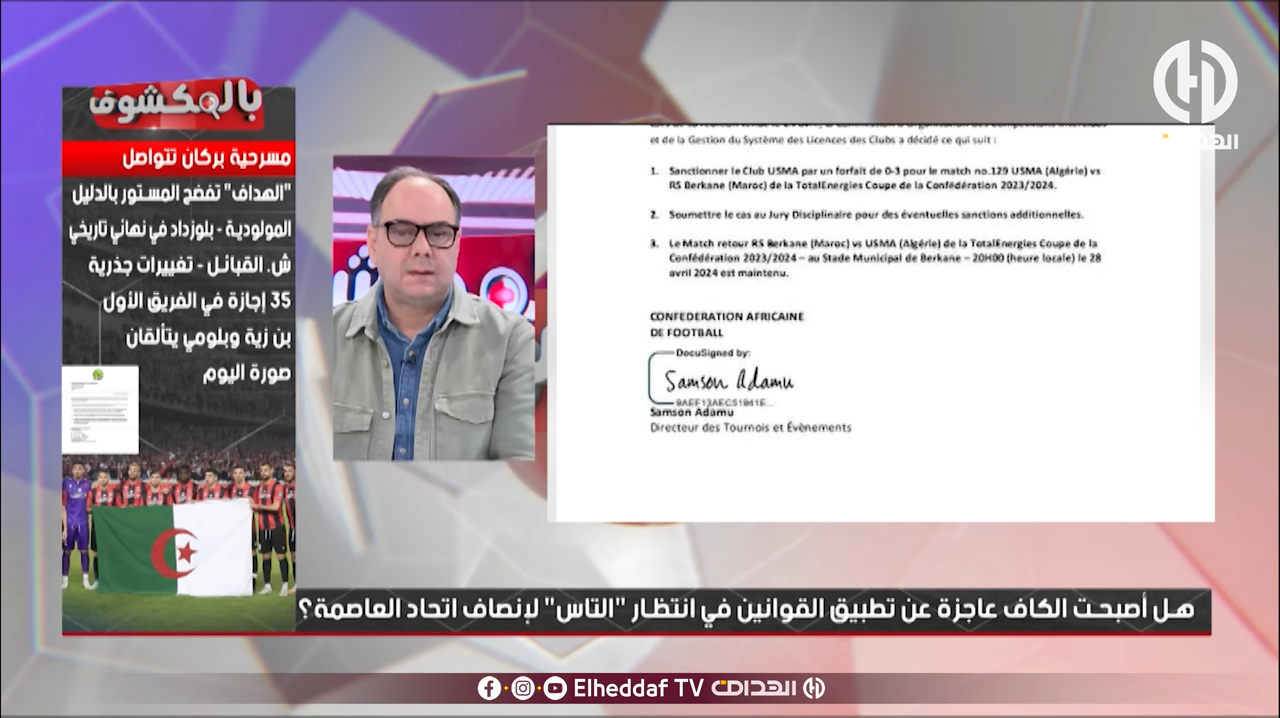 الهداف
بالمكشوف
مسرحية بركان تتواصل
"الهداف" تفضح المستور بالدليل
المولودية - بلوزداد في نهائي تاريخي
ش. القبائل - تغييرات جذرية
35 إجازة في الفريق الأول
بن زية وبلومي يتألقان
صورة اليوم
et de la Gestion du Système des Licences des Clubs a décidé ce qui suit :
1. Sanctionner le Club USMA par un forfait de 0-3 pour le match no.129 USMA (Algérie) vs
RS Berkane (Maroc) de la TotalEnergies Coupe de la Confédération 2023/2024.
2. Soumettre le cas au Jury Disciplinaire pour des éventuelles sanctions additionnelles.
3. Le Match retour RS Berkane (Maroc) vs USMA (Algérie) de la TotalEnergies Coupe de la
Confédération 2023/2024 – au Stade Municipal de Berkane – 20H00 (heure locale) le 28
avril 2024 est maintenu.
CONFEDERATION AFRICAINE
DE FOOTBALL
DocuSigned by:
Samson Adamu
Samson Adamu
Directeur des Tournois et Évènements
هل أصبحت الكاف عاجزة عن تطبيق القوانين في انتظار "التاس" لإنصاف اتحاد العاصمة؟
Elheddaf TV الهداف